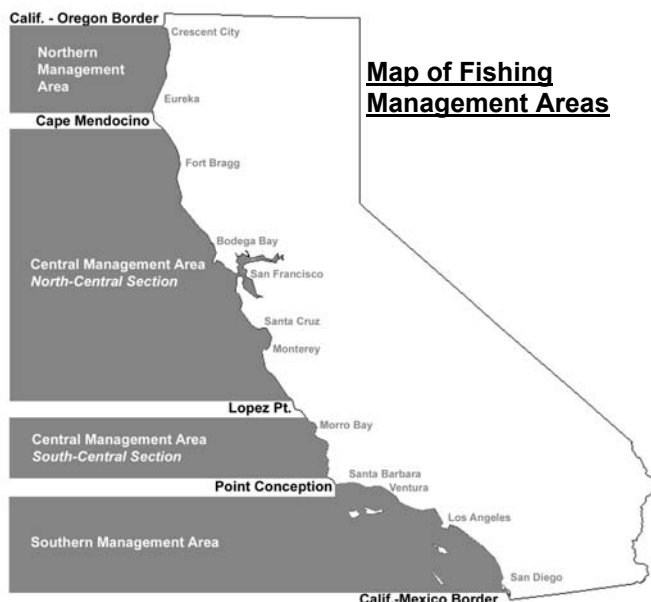 Calif. - Oregon Border
Crescent City
Northern
Management
Area
Map of Fishing
Management Areas
Eureka
Cape Mendocino
Fort Bragg
Bodega Bay
Central Management Area
North-Central Section
San Francisco
Santa Cruz
Monterey
Lopez Pt.
Morro Bay
Central Management Area
South-Central Section
Santa Barbara
Point Conception
Ventura
Los Angeles
Southern Management Area
San Diego
Calif.-Mexico Border